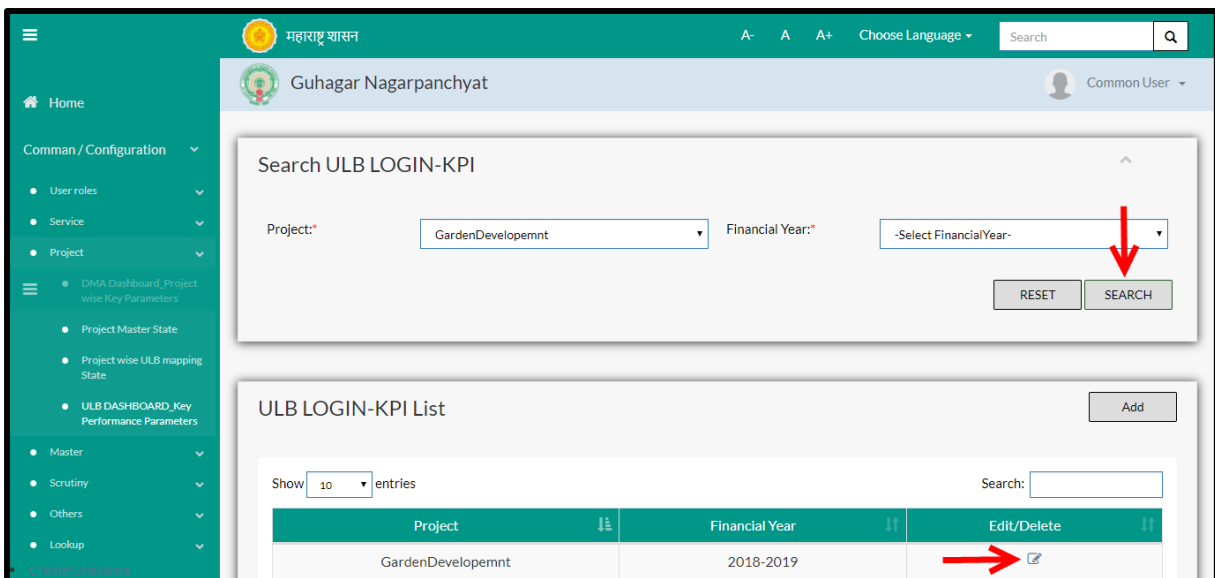 महाराष्ट्र शासन
A- A A+ Choose Language
Search
Guhagar Nagarpanchyat
Common User
Home
Comman / Configuration
User roles
Service
Project
DMA Dashboard_Project
wise Key Parameters
Project Master State
Project wise ULB mapping
State
ULB DASHBOARD_Key
Performance Parameters
Master
Scrutiny
Others
Lookup
Create Grievance
Search ULB LOGIN-KPI
Project:* GardenDevelopemnt Financial Year:* -Select FinancialYear-
RESET SEARCH
ULB LOGIN-KPI List
Add
Show 10 entries Search:
Project Financial Year Edit/Delete
GardenDevelopemnt 2018-2019